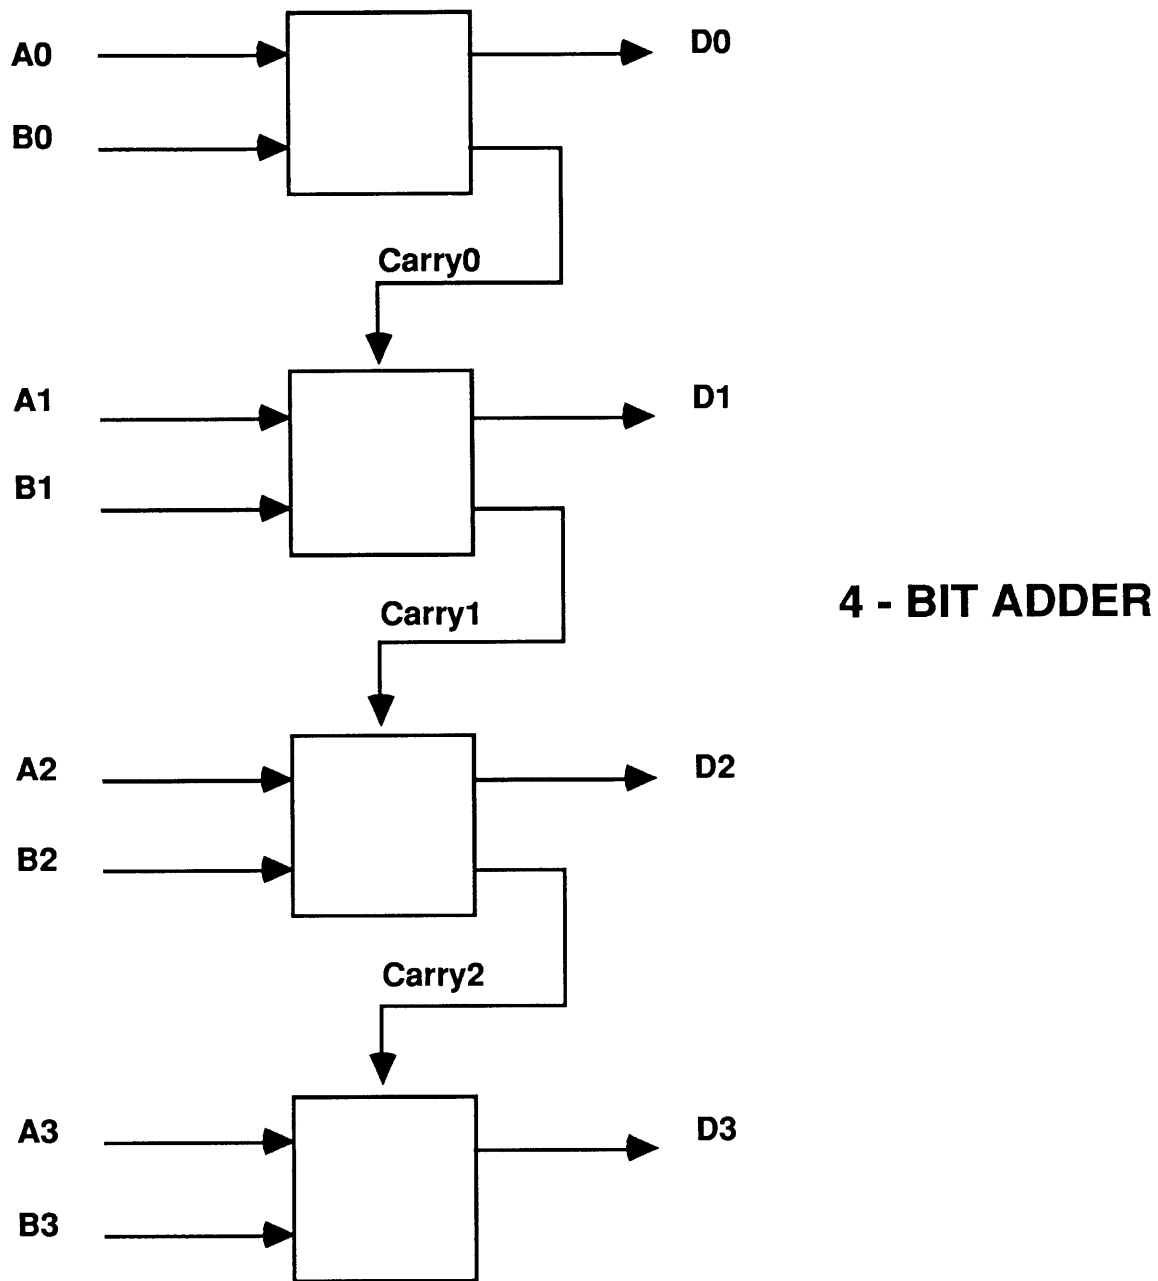 A0
D0
B0
Carry0
A1
D1
B1
4 - BIT ADDER
Carry1
A2
D2
B2
Carry2
A3
D3
B3